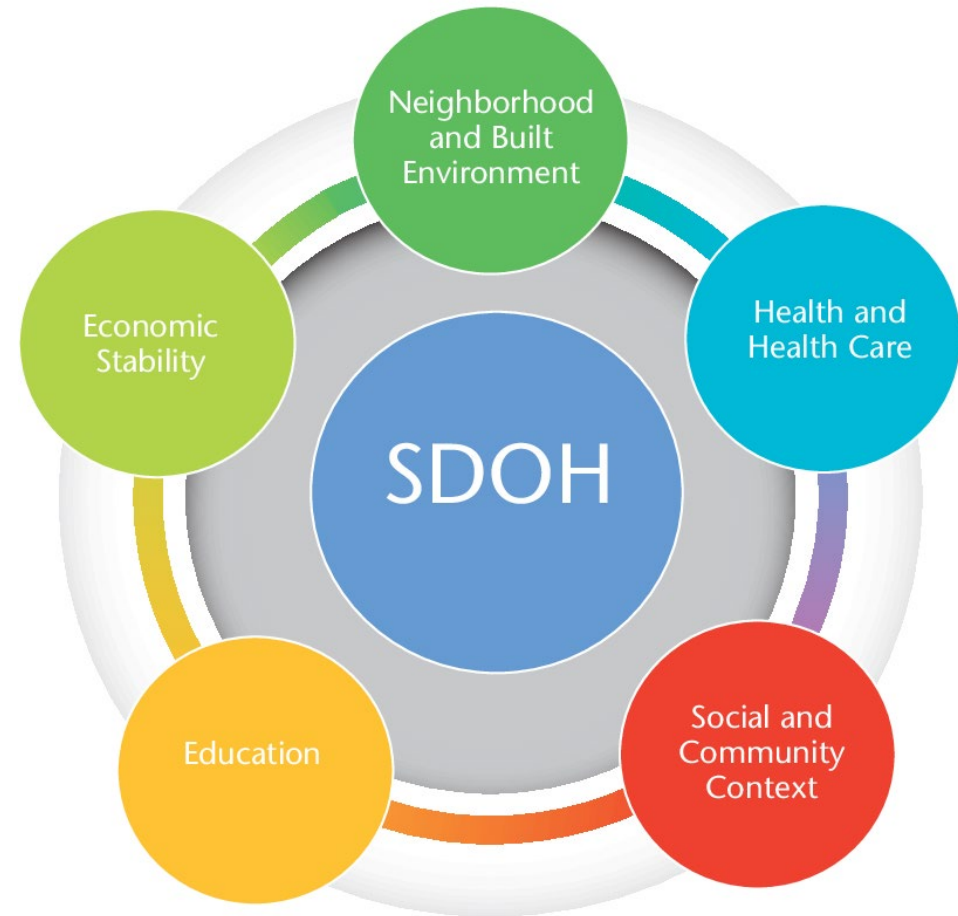 Neighborhood
and Built
Environment
Economic
Stability
Health and
Health Care
SDOH
Education
Social and
Community
Context